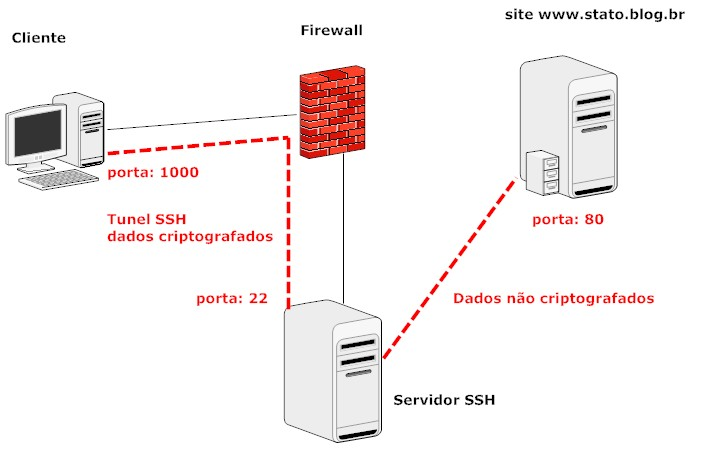 site www.stato.blog.br
Firewall
Cliente
porta: 1000
Tunel SSH
dados criptografados
porta: 80
porta: 22
Dados não criptografados
Servidor SSH